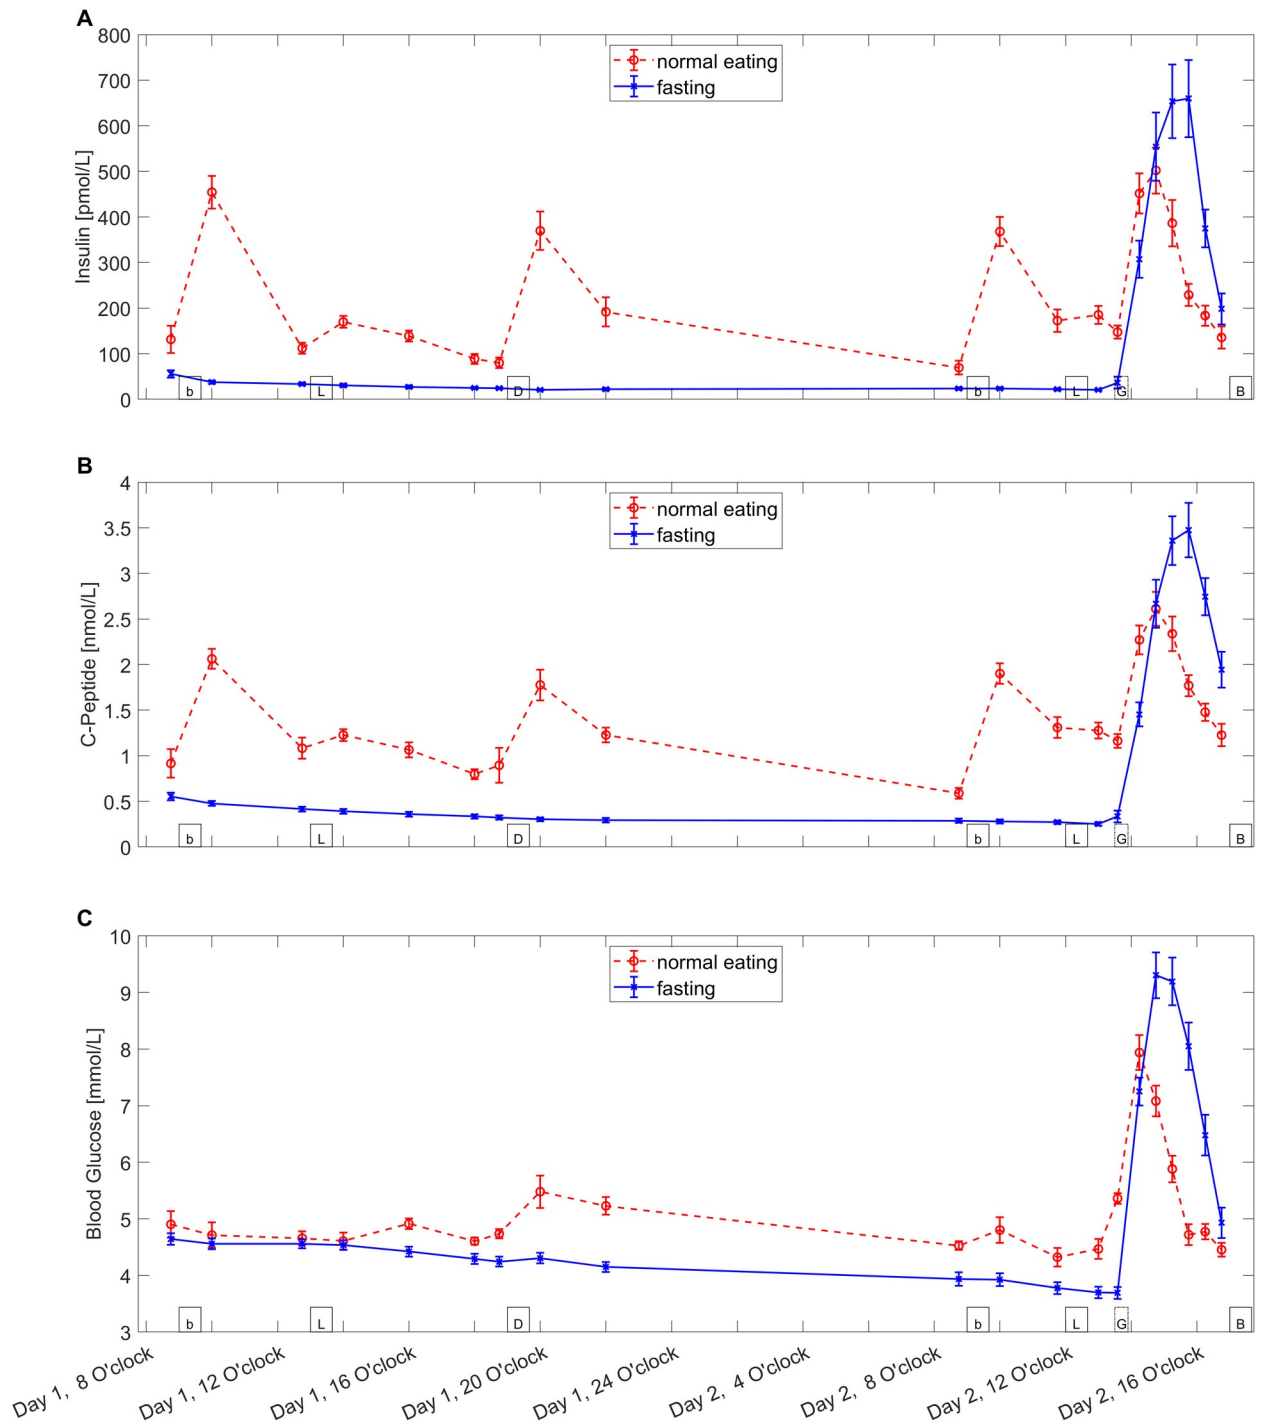 A
800
700
600
500
400
300
200
100
0
Insulin [pmol/L]
normal eating
fasting
b
L
D
b
L
G
B
B
4
3.5
3
2.5
2
1.5
1
0.5
0
C-Peptide [nmol/L]
normal eating
fasting
b
L
D
b
L
G
B
C
10
9
8
7
6
5
4
3
Blood Glucose [mmol/L]
normal eating
fasting
b
L
D
b
L
G
B
Day 1, 8 O'clock
Day 1, 12 O'clock
Day 1, 16 O'clock
Day 1, 20 O'clock
Day 1, 24 O'clock
Day 2, 4 O'clock
Day 2, 8 O'clock
Day 2, 12 O'clock
Day 2, 16 O'clock